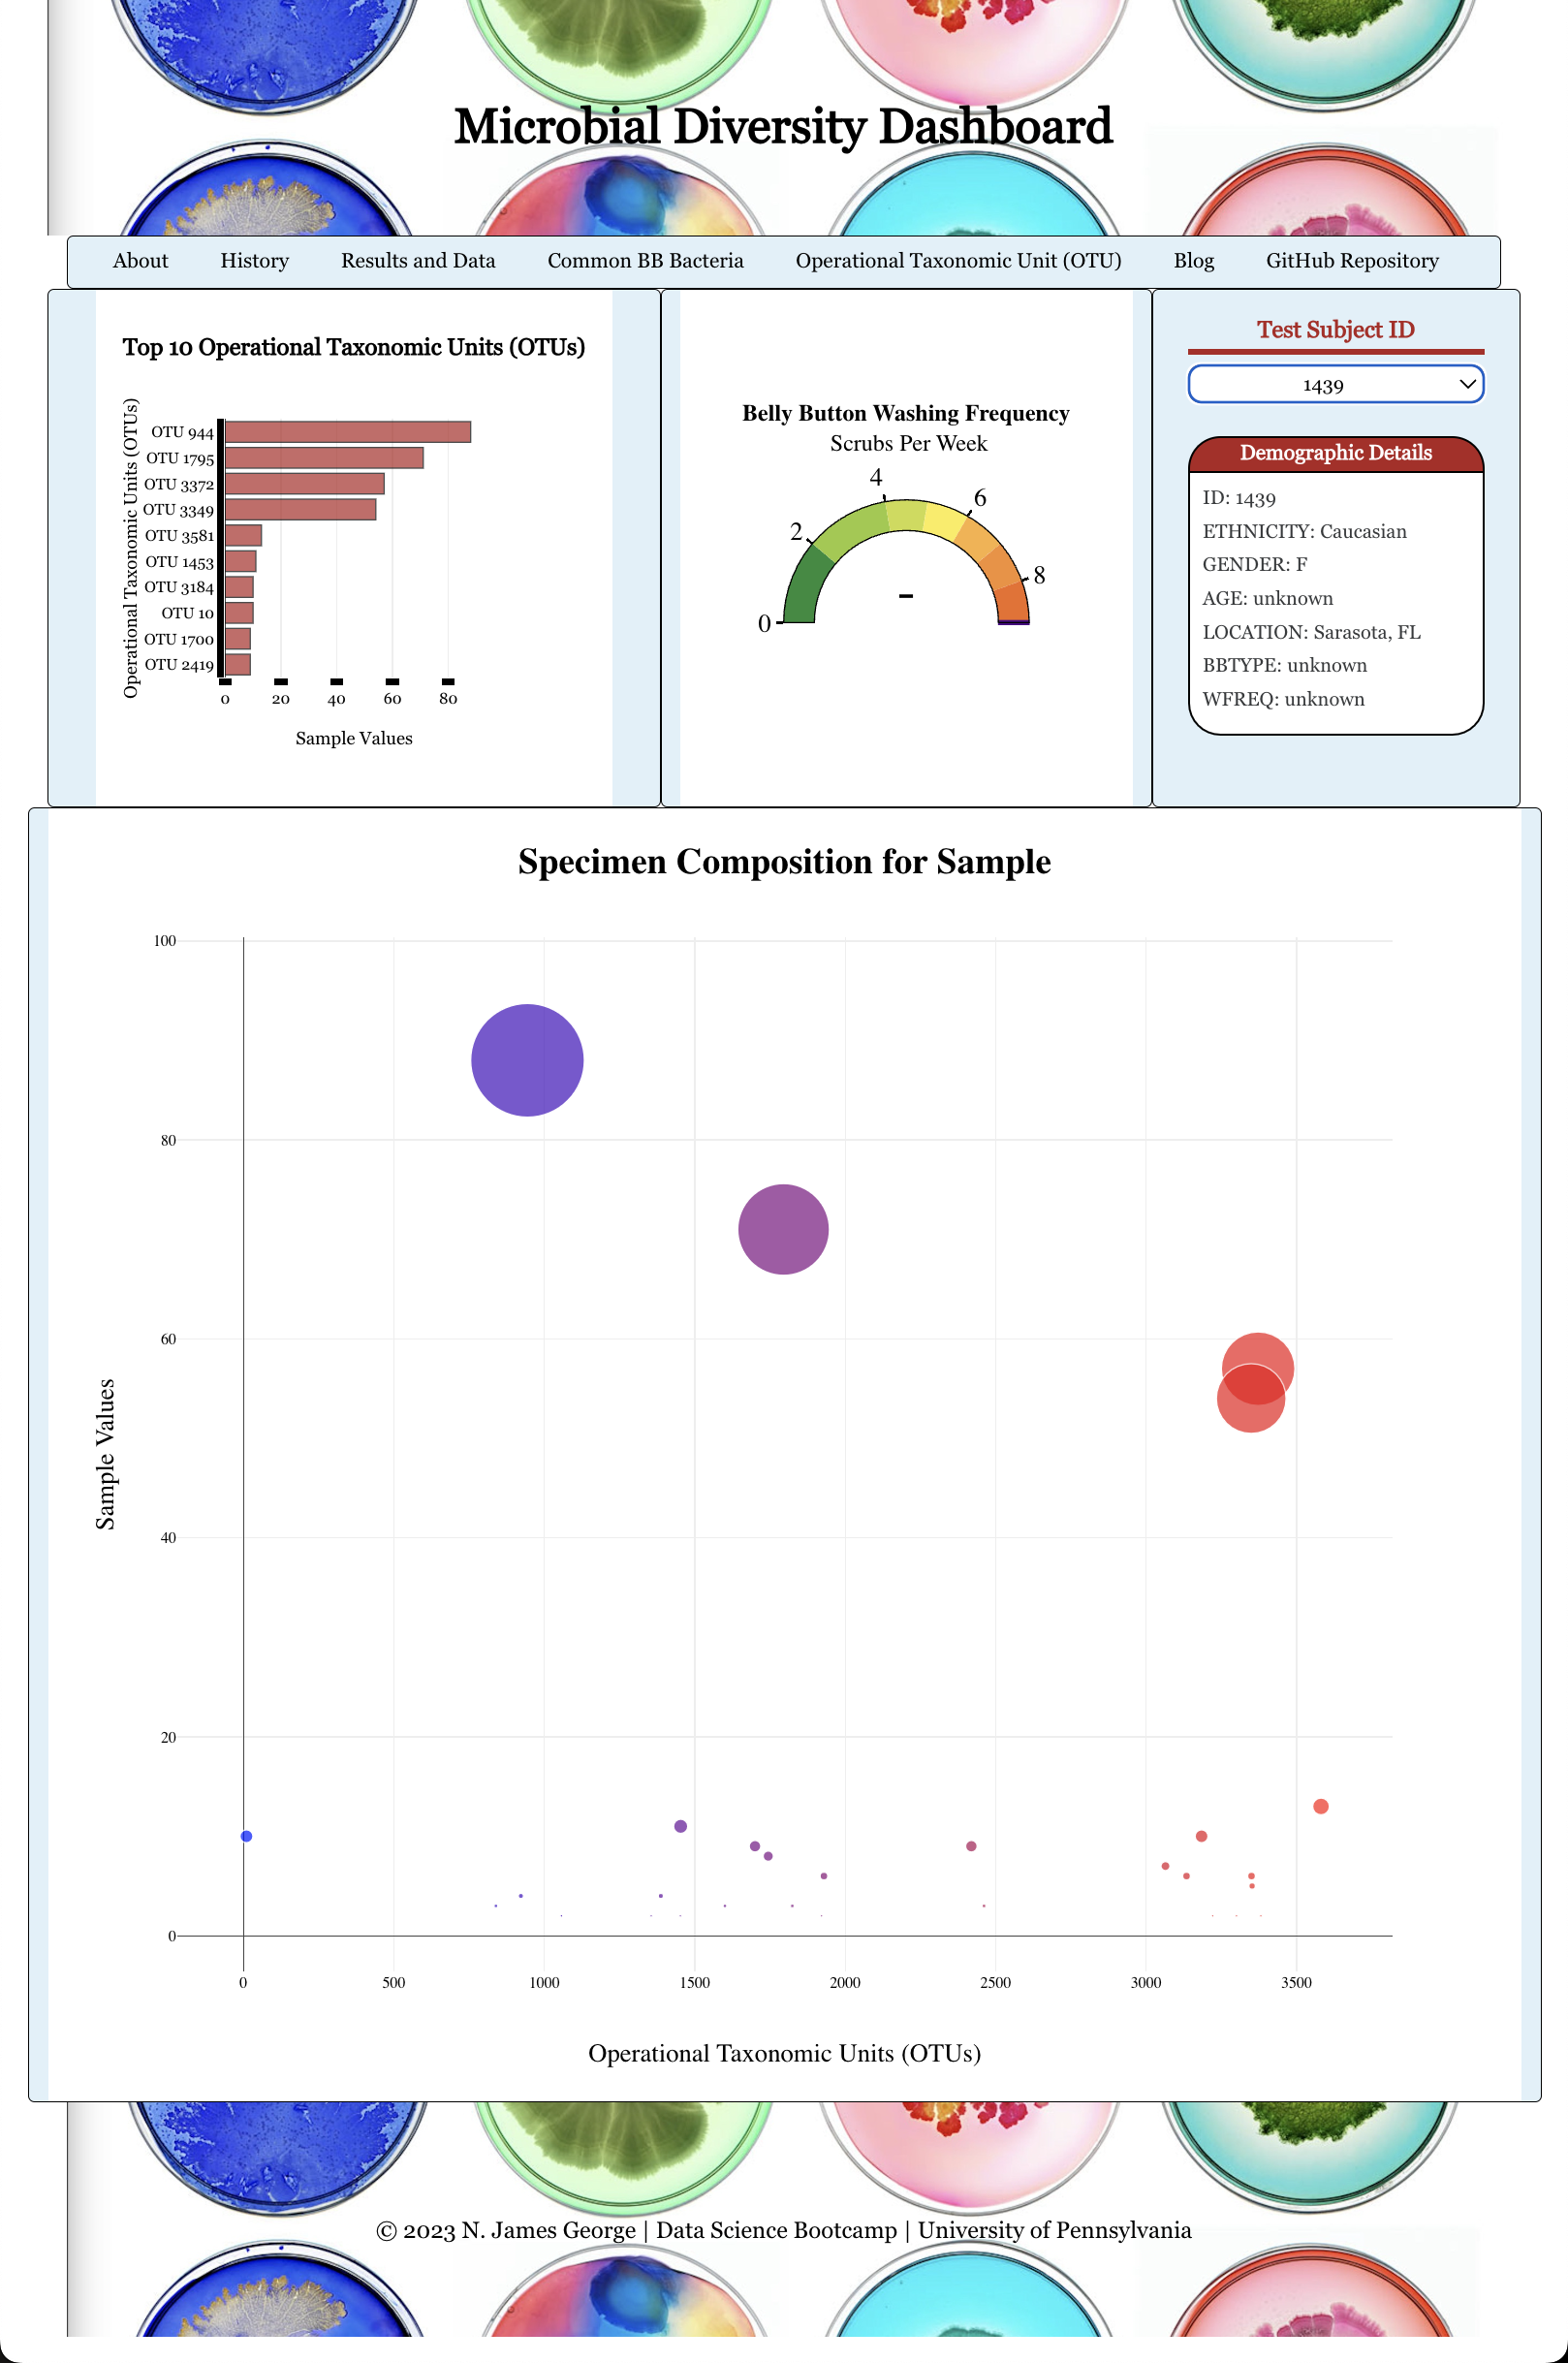 Microbial Diversity Dashboard
About History Results and Data Common BB Bacteria Operational Taxonomic Unit (OTU) Blog GitHub Repository
Top 10 Operational Taxonomic Units (OTUs)
Operational Taxonomic Units (OTUs)
OTU 944
OTU 1795
OTU 3372
OTU 3349
OTU 3581
OTU 1453
OTU 3184
OTU 10
OTU 1700
OTU 2419
0 20 40 60 80
Sample Values
Belly Button Washing Frequency
Scrubs Per Week
0 2 4 6 8
–
Test Subject ID
1439
Demographic Details
ID: 1439
ETHNICITY: Caucasian
GENDER: F
AGE: unknown
LOCATION: Sarasota, FL
BBTYPE: unknown
WFREQ: unknown
Specimen Composition for Sample
Sample Values
100
80
60
40
20
0
0 500 1000 1500 2000 2500 3000 3500
Operational Taxonomic Units (OTUs)
© 2023 N. James George | Data Science Bootcamp | University of Pennsylvania